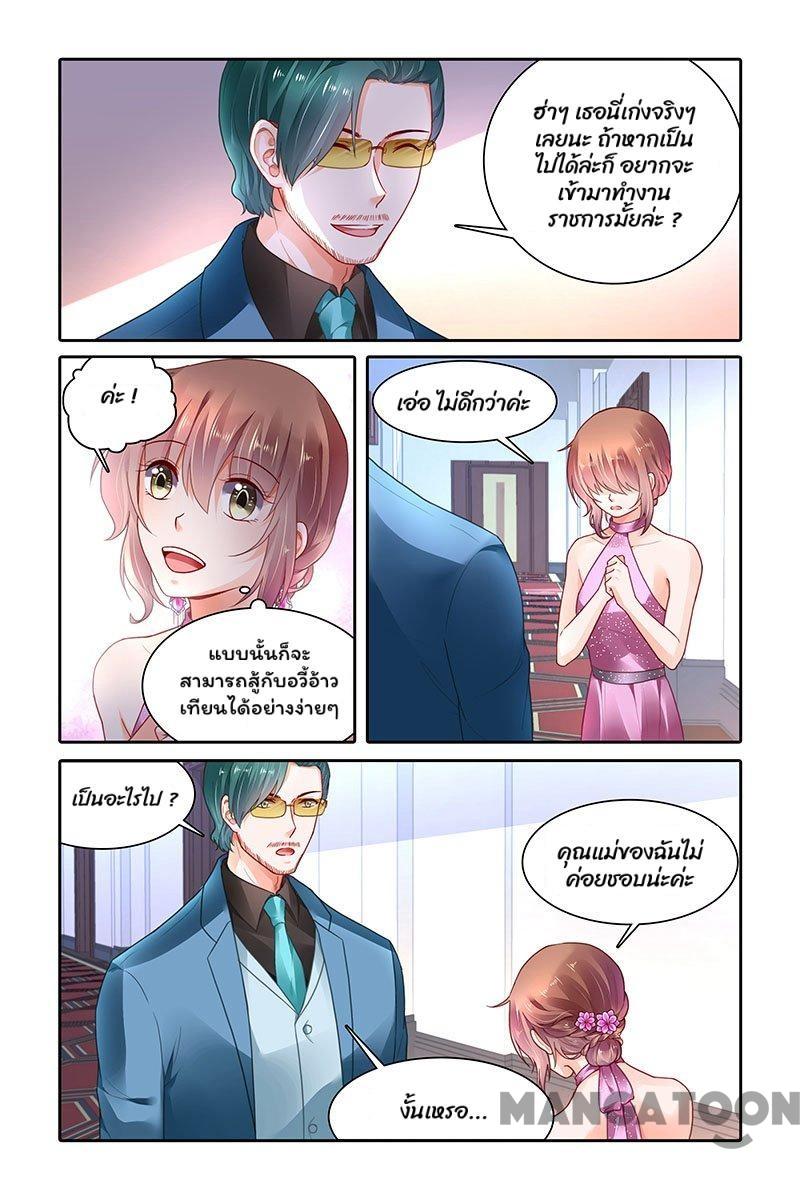 ฮ่าๆ เธอนี่เก่งจริงๆ
เลยนะ ถ้าหากเป็น
ไปได้ล่ะก็ อยากจะ
เข้ามาทำงาน
ราชการมั้ยล่ะ ?
ค่ะ !
แบบนั้นก็จะ
สามารถสู้กับอวี้อ้าว
เทียนได้อย่างง่ายๆ
เอ่อ ไม่ดีกว่าค่ะ
เป็นอะไรไป ?
คุณแม่ของฉันไม่
ค่อยชอบน่ะค่ะ
งั้นเหรอ...
MANGATOON